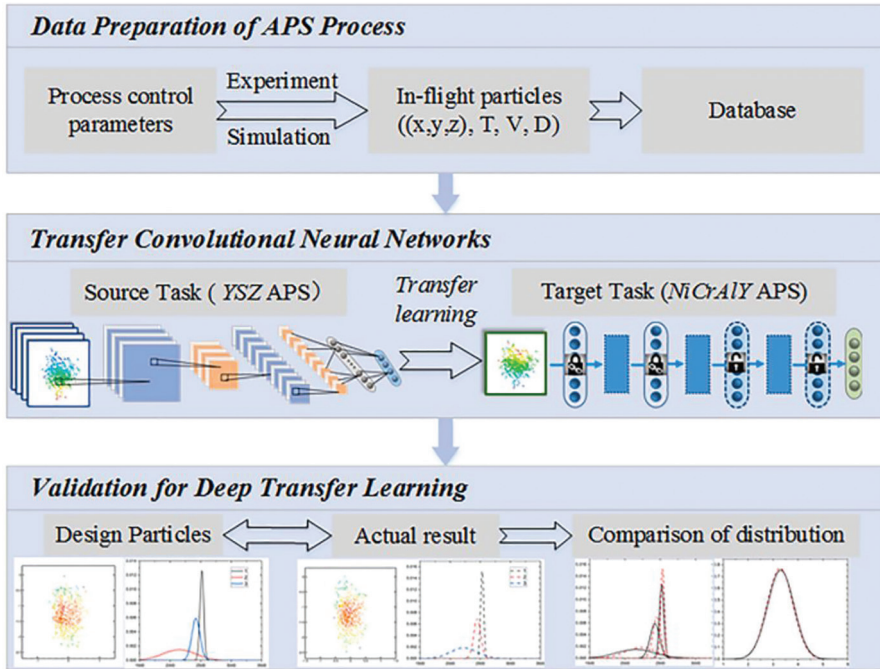 Data Preparation of APS Process
Process control
parameters
Experiment
Simulation
In-flight particles
((x,y,z), T, V, D)
Database
Transfer Convolutional Neural Networks
Source Task ( YSZ APS)
Transfer
learning
Target Task (NiCrAlY APS)
Validation for Deep Transfer Learning
Design Particles
Actual result
Comparison of distribution